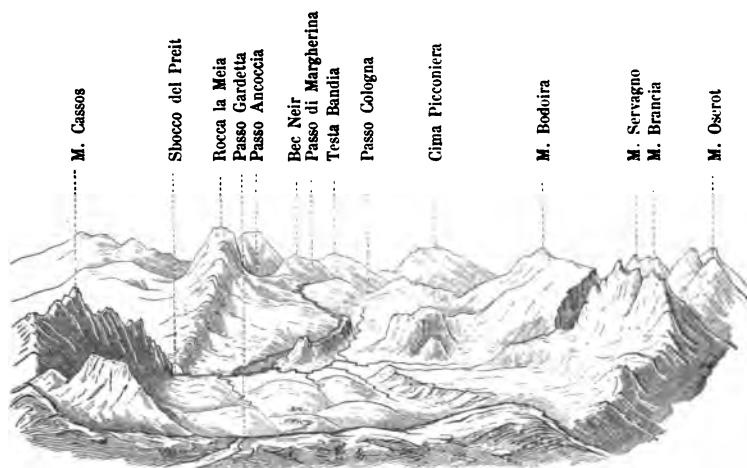 M. Cassos
Sbocco del Preit
Rocca la Meia
Passo Gardetta
Passo Ancoccia
Bec Neir
Passo di Margherina
Testa Bandia
Passo Cologna
Cima Picconiera
M. Bodoira
M. Servagno
M. Brancia
M. Oserot